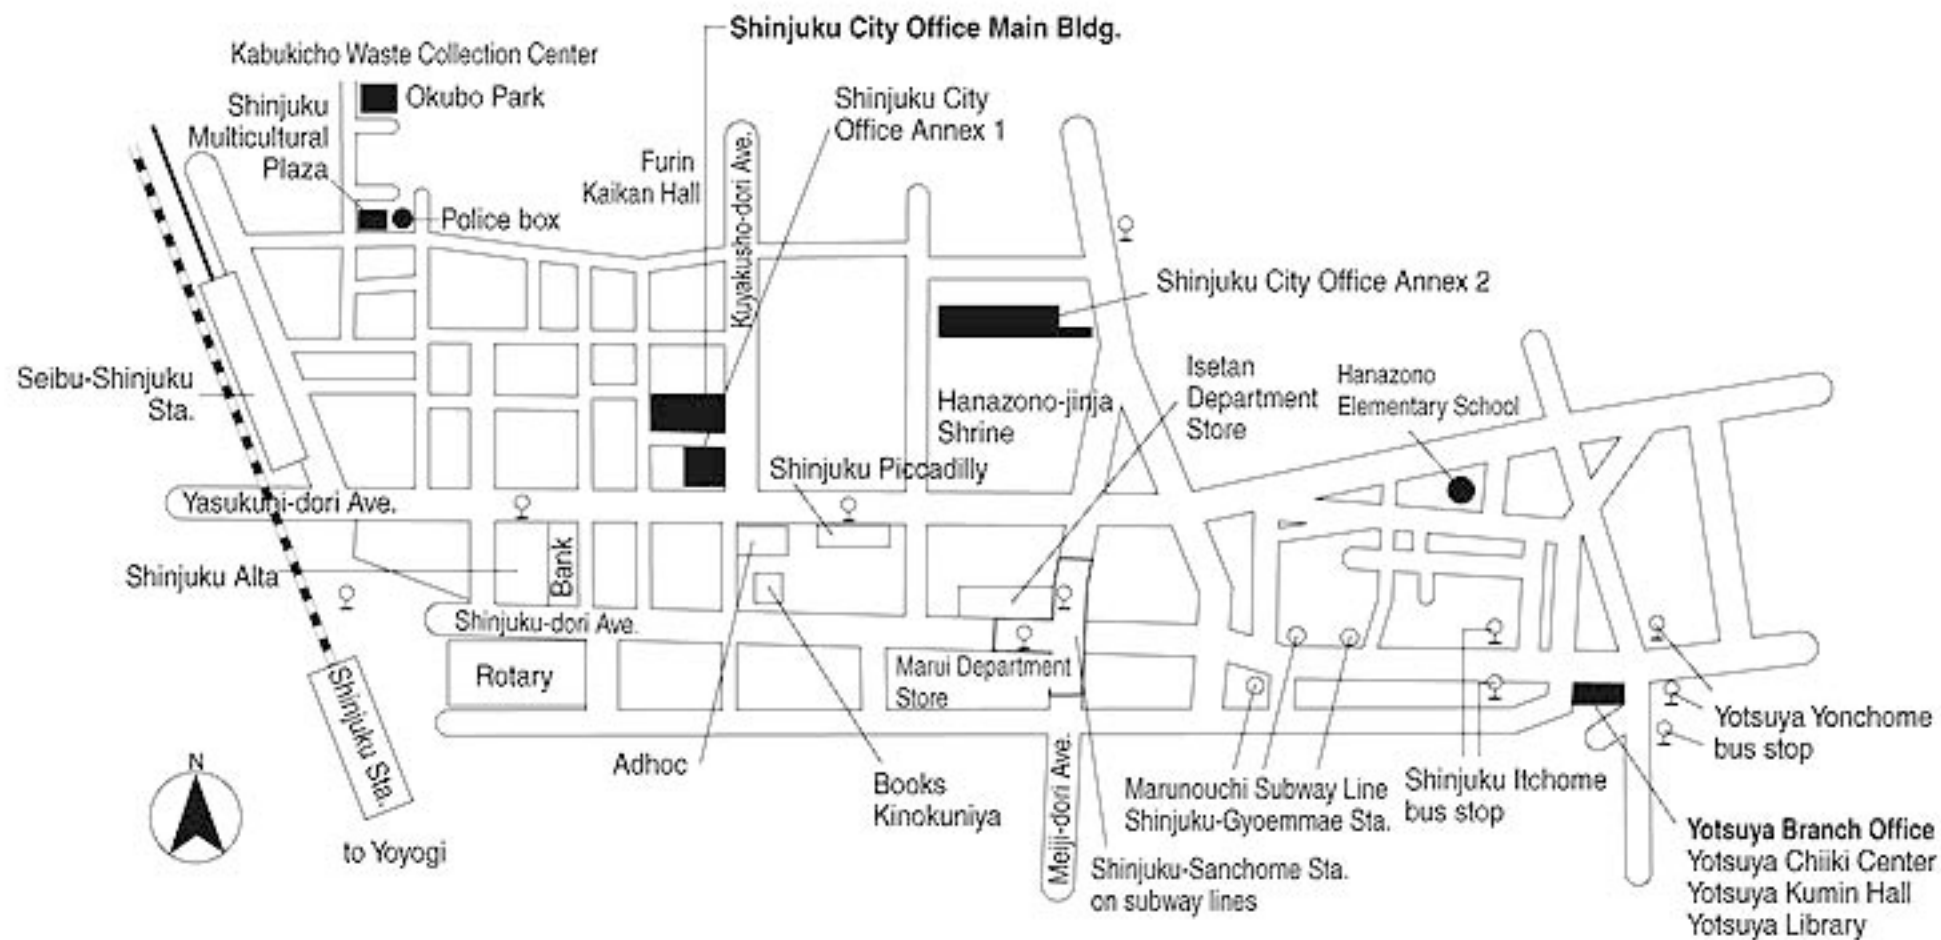 Shinjuku City Office Main Bldg.
Kabukicho Waste Collection Center
Okubo Park
Shinjuku
Multicultural
Plaza
Shinjuku City
Office Annex 1
Furin
Kaikan Hall
Kuyakusho-dori Ave.
Police box
Shinjuku City Office Annex 2
Seibu-Shinjuku
Sta.
Isetan
Department
Store
Hanazono
Elementary School
Hanazono-jinja
Shrine
Shinjuku Piccadilly
Yasukuni-dori Ave.
Shinjuku Alta
Bank
Shinjuku-dori Ave.
Rotary
Marui Department
Store
Shinjuku Sta.
N
to Yoyogi
Adhoc
Books
Kinokuniya
Meiji-dori Ave.
Marunouchi Subway Line
Shinjuku-Gyoemmae Sta.
Shinjuku Itchome
bus stop
Yotsuya Yonchome
bus stop
Shinjuku-Sanchome Sta.
on subway lines
Yotsuya Branch Office
Yotsuya Chiiki Center
Yotsuya Kumin Hall
Yotsuya Library